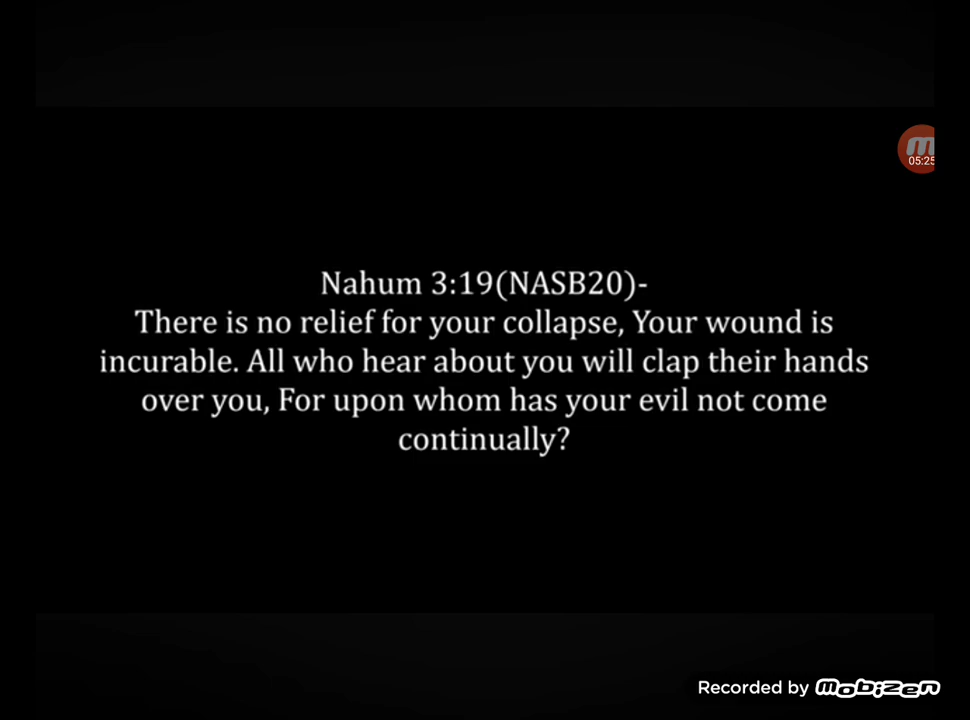 m
05:25
Nahum 3:19(NASB20)-
There is no relief for your collapse, Your wound is
incurable. All who hear about you will clap their hands
over you, For upon whom has your evil not come
continually?
Recorded by mobizen